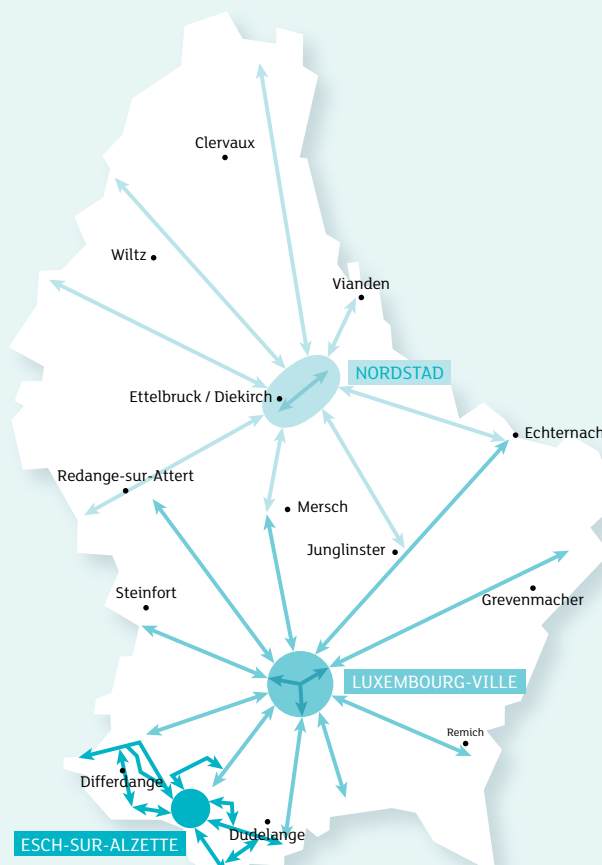 Clervaux
Wiltz
Vianden
NORDSTAD
Ettelbruck / Diekirch
Echternach
Redange-sur-Attert
Mersch
Junglinster
Steinfort
Grevenmacher
LUXEMBOURG-VILLE
Remich
Differdange
Dudelange
ESCH-SUR-ALZETTE